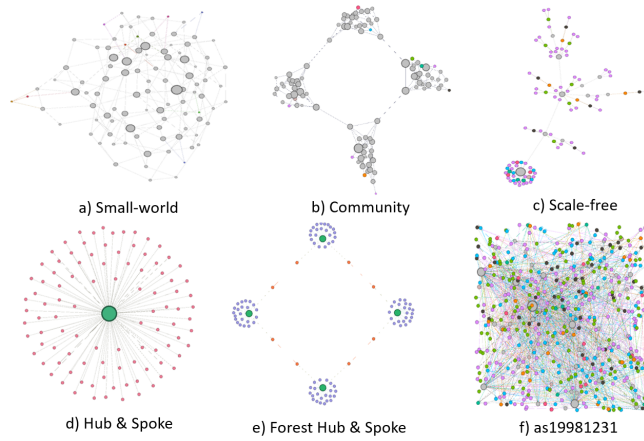 a) Small-world
b) Community
c) Scale-free
d) Hub & Spoke
e) Forest Hub & Spoke
f) as19981231